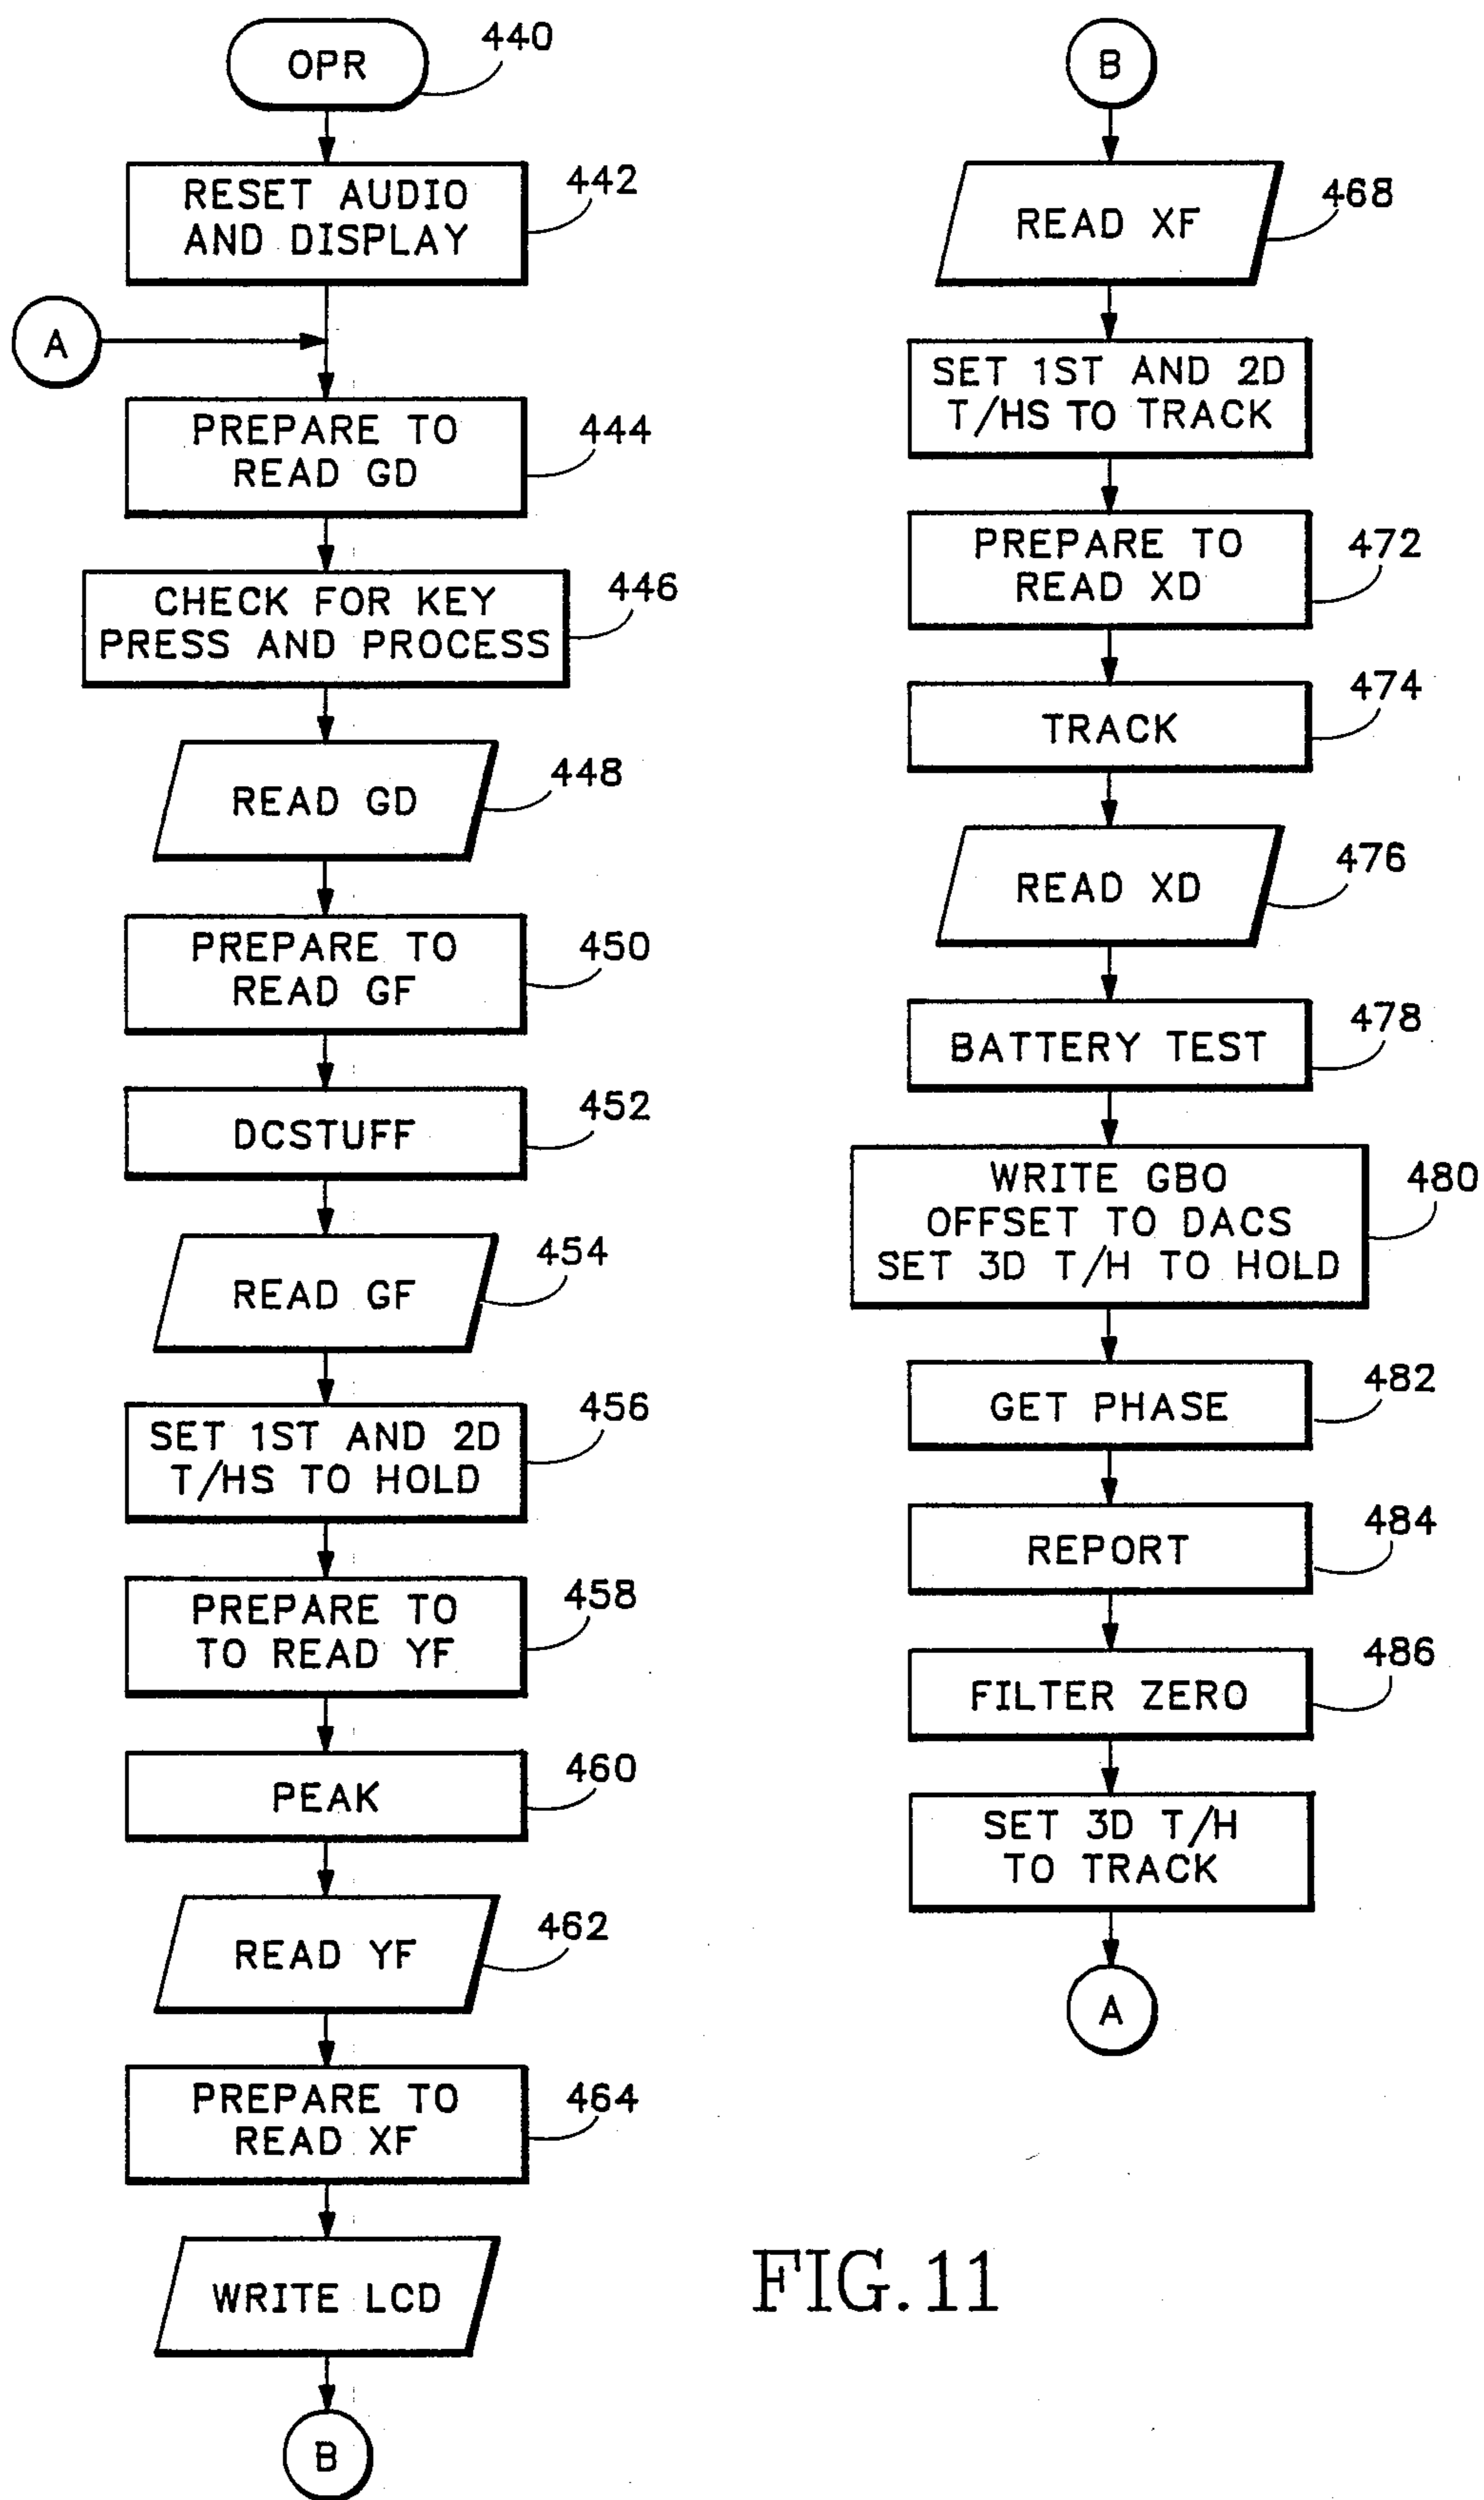 OPR
440
RESET AUDIO
AND DISPLAY
442
A
PREPARE TO
READ GD
444
CHECK FOR KEY
PRESS AND PROCESS
446
READ GD
448
PREPARE TO
READ GF
450
DCSTUFF
452
READ GF
454
SET 1ST AND 2D
T/HS TO HOLD
456
PREPARE TO
TO READ YF
458
PEAK
460
READ YF
462
PREPARE TO
READ XF
464
WRITE LCD
B
B
READ XF
468
SET 1ST AND 2D
T/HS TO TRACK
PREPARE TO
READ XD
472
TRACK
474
READ XD
476
BATTERY TEST
478
WRITE GBO
OFFSET TO DACS
SET 3D T/H TO HOLD
480
GET PHASE
482
REPORT
484
FILTER ZERO
486
SET 3D T/H
TO TRACK
A
FIG.11